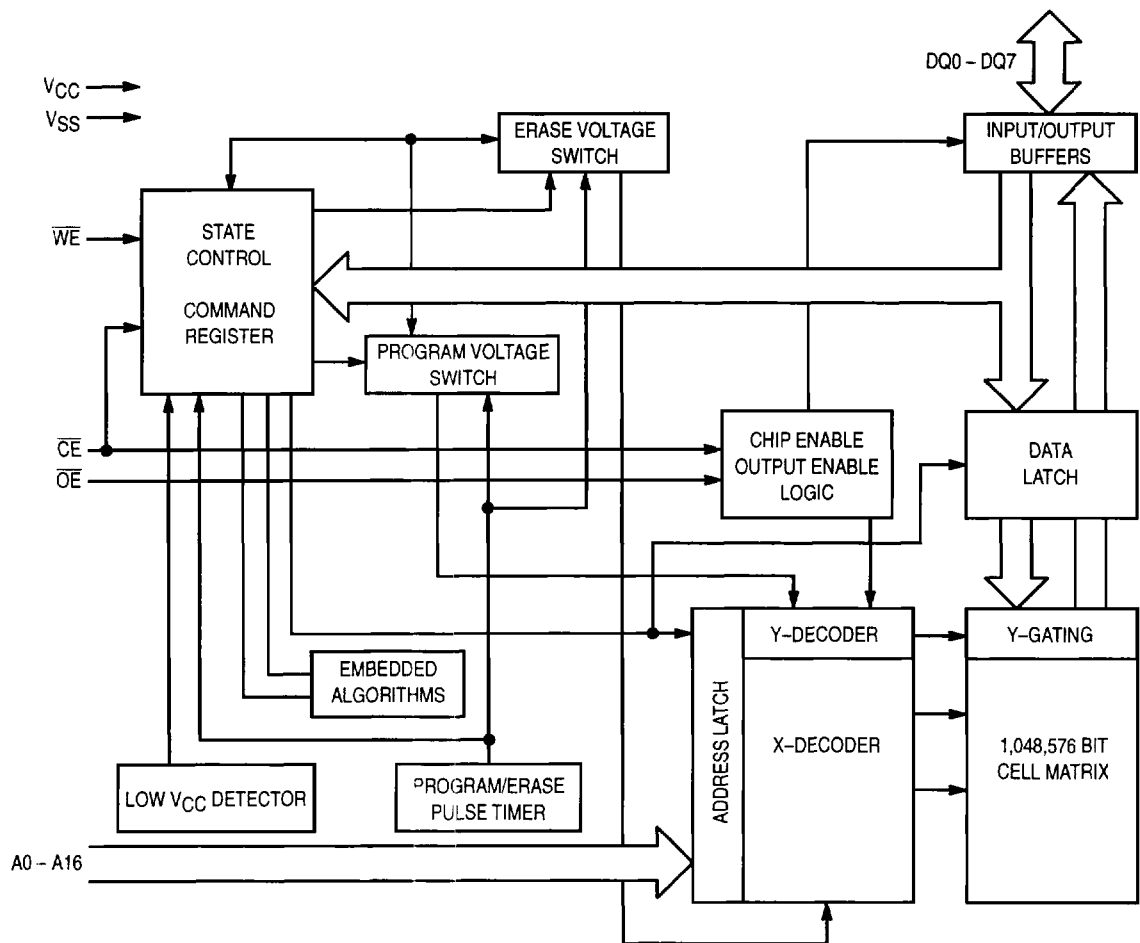 DQ0 – DQ7
VCC
VSS
ERASE VOLTAGE
SWITCH
INPUT/OUTPUT
BUFFERS
WE
STATE
CONTROL
COMMAND
REGISTER
PROGRAM VOLTAGE
SWITCH
CE
OE
CHIP ENABLE
OUTPUT ENABLE
LOGIC
DATA
LATCH
Y–DECODER
Y–GATING
EMBEDDED
ALGORITHMS
ADDRESS LATCH
X–DECODER
1,048,576 BIT
CELL MATRIX
LOW VCC DETECTOR
PROGRAM/ERASE
PULSE TIMER
A0 – A16